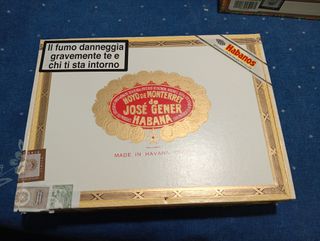 Il fumo danneggia
gravemente te e
chi ti sta intorno
Habanos
HOYO DE MONTERREY
de
JOSÉ GENER
HABANA
MADE IN HAVANA